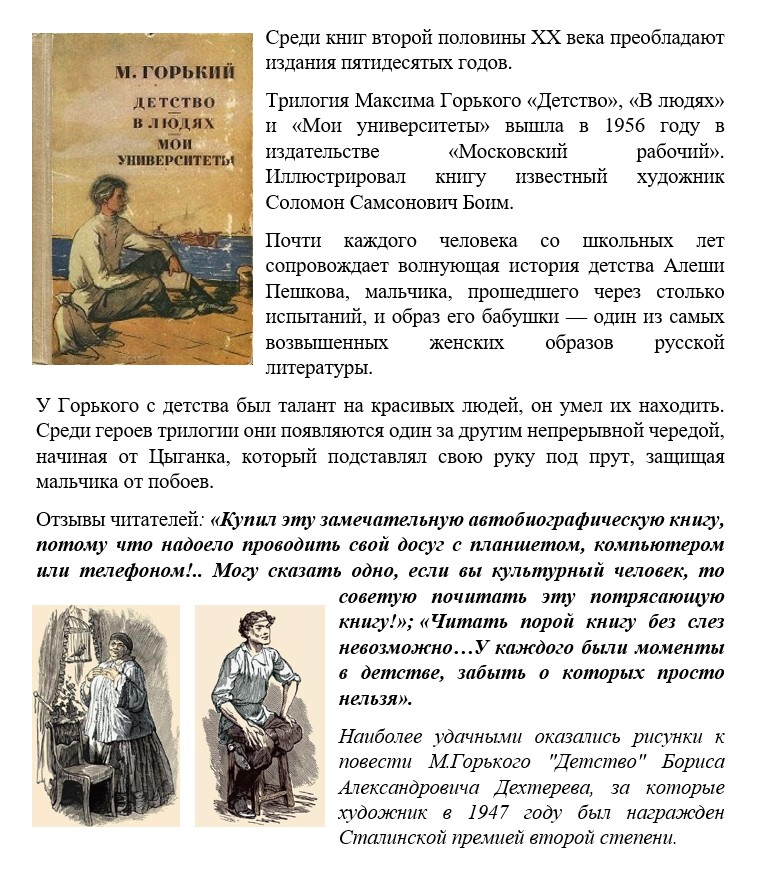 М. ГОРЬКИЙ
ДЕТСТВО
В ЛЮДЯХ
МОИ
УНИВЕРСИТЕТЫ
Среди книг второй половины XX века преобладают
издания пятидесятых годов.
Трилогия Максима Горького «Детство», «В людях»
и «Мои университеты» вышла в 1956 году в
издательстве «Московский рабочий».
Иллюстрировал книгу известный художник
Соломон Самсонович Боим.
Почти каждого человека со школьных лет
сопровождает волнующая история детства Алеши
Пешкова, мальчика, прошедшего через столько
испытаний, и образ его бабушки — один из самых
возвышенных женских образов русской
литературы.
У Горького с детства был талант на красивых людей, он умел их находить.
Среди героев трилогии они появляются один за другим непрерывной чередой,
начиная от Цыганка, который подставлял свою руку под прут, защищая
мальчика от побоев.
Отзывы читателей: «Купил эту замечательную автобиографическую книгу,
потому что надоело проводить свой досуг с планшетом, компьютером
или телефоном!.. Могу сказать одно, если вы культурный человек, то
советую почитать эту потрясающую
книгу!»; «Читать порой книгу без слез
невозможно…У каждого были моменты
в детстве, забыть о которых просто
нельзя».
Наиболее удачными оказались рисунки к
повести М.Горького "Детство" Бориса
Александровича Дехтерева, за которые
художник в 1947 году был награжден
Сталинской премией второй степени.